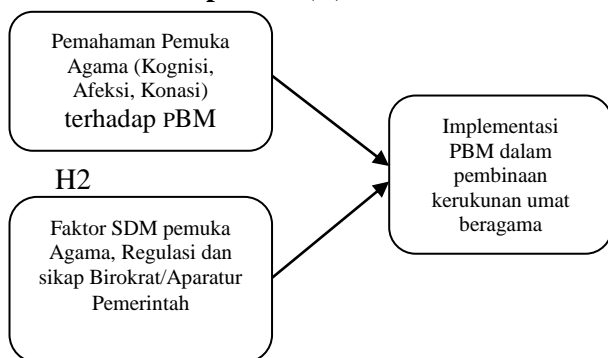 Pemahaman Pemuka
Agama (Kognisi,
Afeksi, Konasi)
terhadap PBM
Implementasi
PBM dalam
pembinaan
kerukunan umat
beragama
H2
Faktor SDM pemuka
Agama, Regulasi dan
sikap Birokrat/Aparatur
Pemerintah